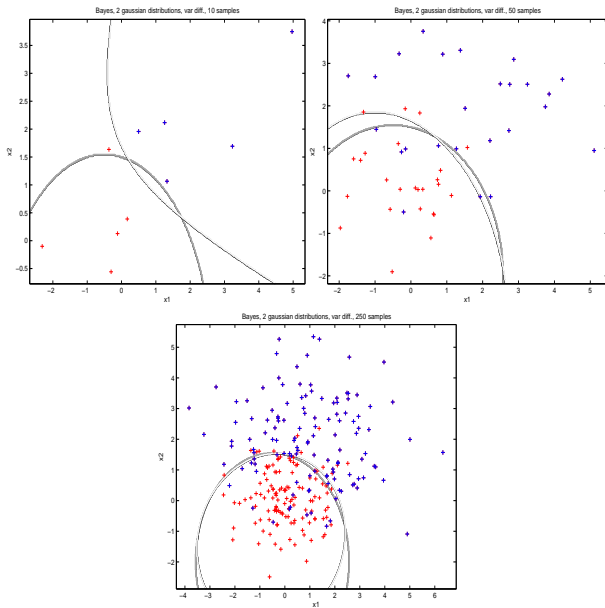 Bayes, 2 gaussian distributions, var diff., 10 samples
3.5
3
2.5
2
1.5
1
0.5
0
−0.5
x2
−2 −1 0 1 2 3 4 5
x1
Bayes, 2 gaussian distributions, var diff., 50 samples
4
3
2
1
0
−1
−2
x2
−2 −1 0 1 2 3 4 5
x1
Bayes, 2 gaussian distributions, var diff., 250 samples
5
4
3
2
1
0
−1
−2
x2
−4 −3 −2 −1 0 1 2 3 4 5 6
x1